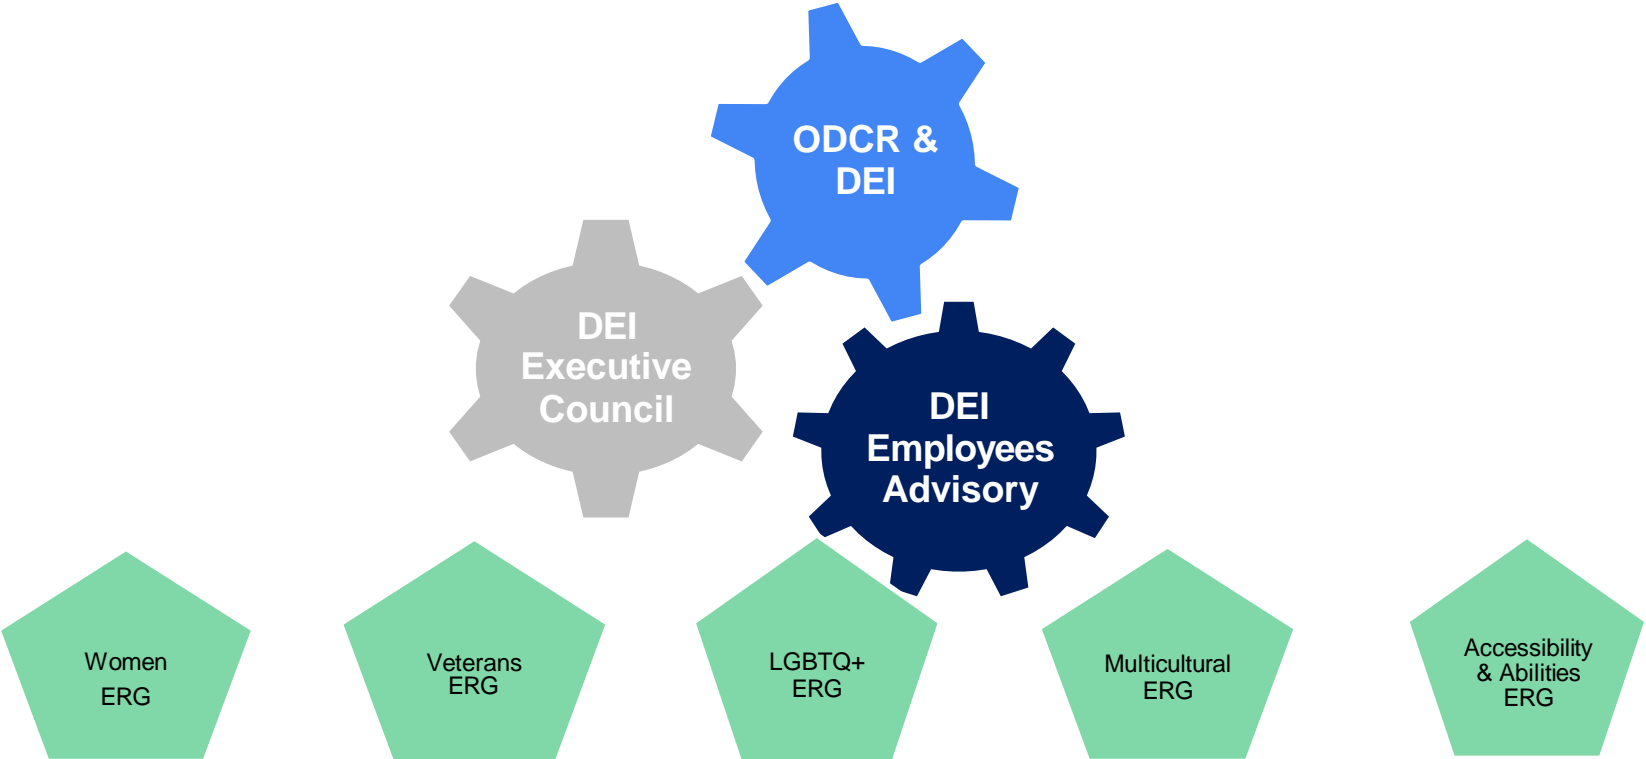 ODCR &
DEI
DEI
Executive
Council
DEI
Employees
Advisory
Women
ERG
Veterans
ERG
LGBTQ+
ERG
Multicultural
ERG
Accessibility
& Abilities
ERG